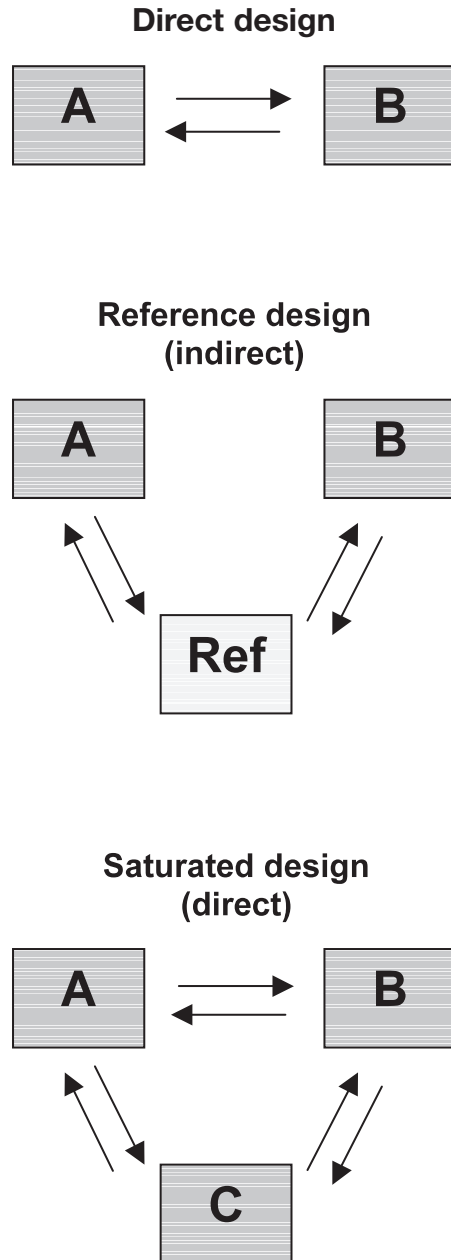 Direct design
A B
Reference design
(indirect)
A B
Ref
Saturated design
(direct)
A B
C